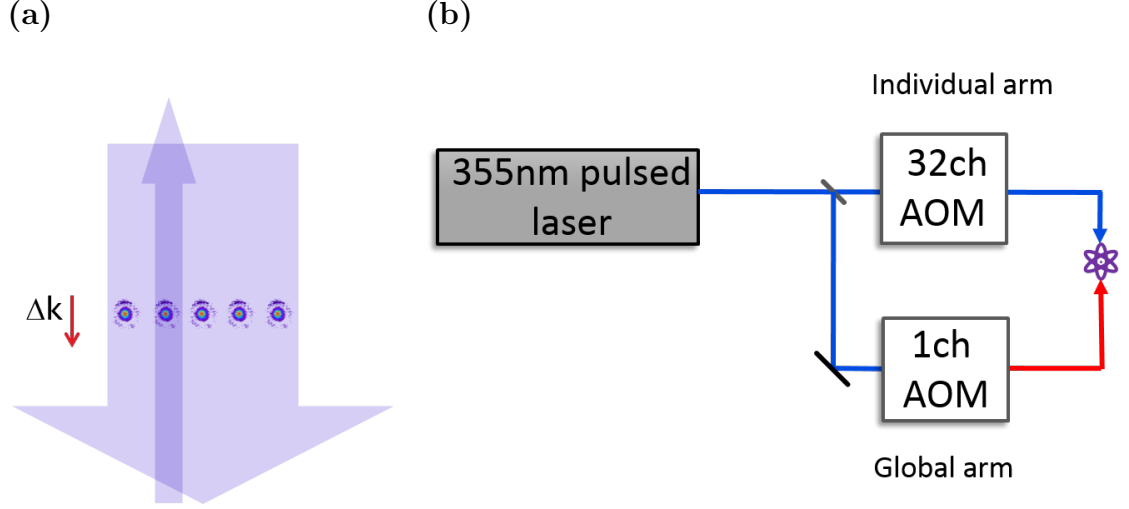 (a)
(b)
Individual arm
355nm pulsed
laser
32ch
AOM
Δk
1ch
AOM
Global arm